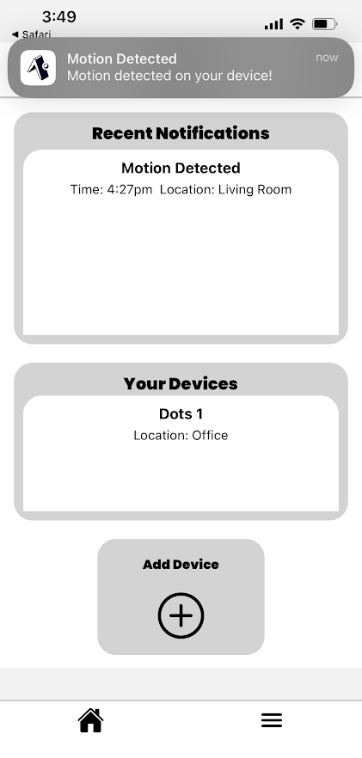 3:49
◀ Safari
Motion Detected
now
Motion detected on your device!
Recent Notifications
Motion Detected
Time: 4:27pm Location: Living Room
Your Devices
Dots 1
Location: Office
Add Device